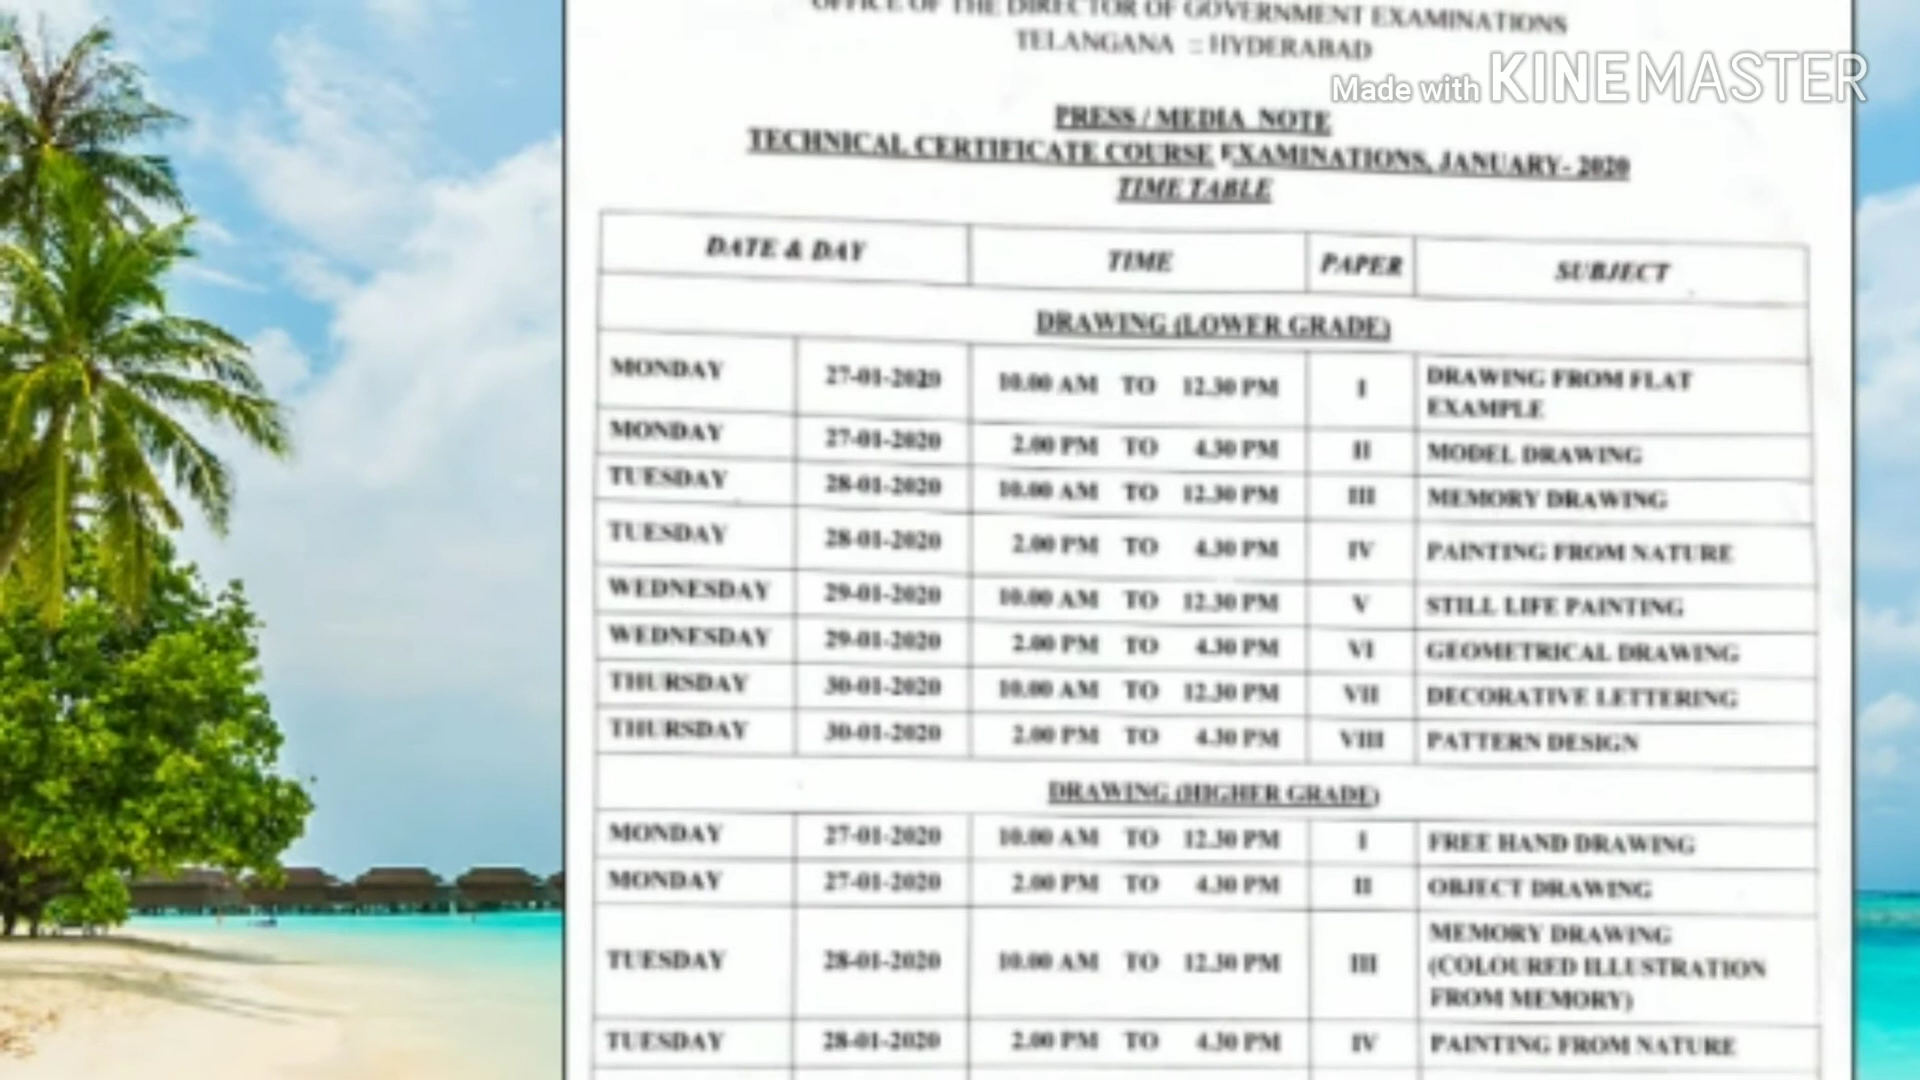 OFFICE OF THE DIRECTOR OF GOVERNMENT EXAMINATIONS
TELANGANA :: HYDERABAD
Made with KINEMASTER
PRESS / MEDIA NOTE
TECHNICAL CERTIFICATE COURSE EXAMINATIONS, JANUARY- 2020
TIME TABLE
DATE & DAY TIME PAPER SUBJECT
DRAWING (LOWER GRADE)
MONDAY 27-01-2020 10.00 AM TO 12.30 PM I DRAWING FROM FLAT
EXAMPLE
MONDAY 27-01-2020 2.00 PM TO 4.30 PM II MODEL DRAWING
TUESDAY 28-01-2020 10.00 AM TO 12.30 PM III MEMORY DRAWING
TUESDAY 28-01-2020 2.00 PM TO 4.30 PM IV PAINTING FROM NATURE
WEDNESDAY 29-01-2020 10.00 AM TO 12.30 PM V STILL LIFE PAINTING
WEDNESDAY 29-01-2020 2.00 PM TO 4.30 PM VI GEOMETRICAL DRAWING
THURSDAY 30-01-2020 10.00 AM TO 12.30 PM VII DECORATIVE LETTERING
THURSDAY 30-01-2020 2.00 PM TO 4.30 PM VIII PATTERN DESIGN
DRAWING (HIGHER GRADE)
MONDAY 27-01-2020 10.00 AM TO 12.30 PM I FREE HAND DRAWING
MONDAY 27-01-2020 2.00 PM TO 4.30 PM II OBJECT DRAWING
TUESDAY 28-01-2020 10.00 AM TO 12.30 PM III MEMORY DRAWING
(COLOURED ILLUSTRATION
FROM MEMORY)
TUESDAY 28-01-2020 2.00 PM TO 4.30 PM IV PAINTING FROM NATURE